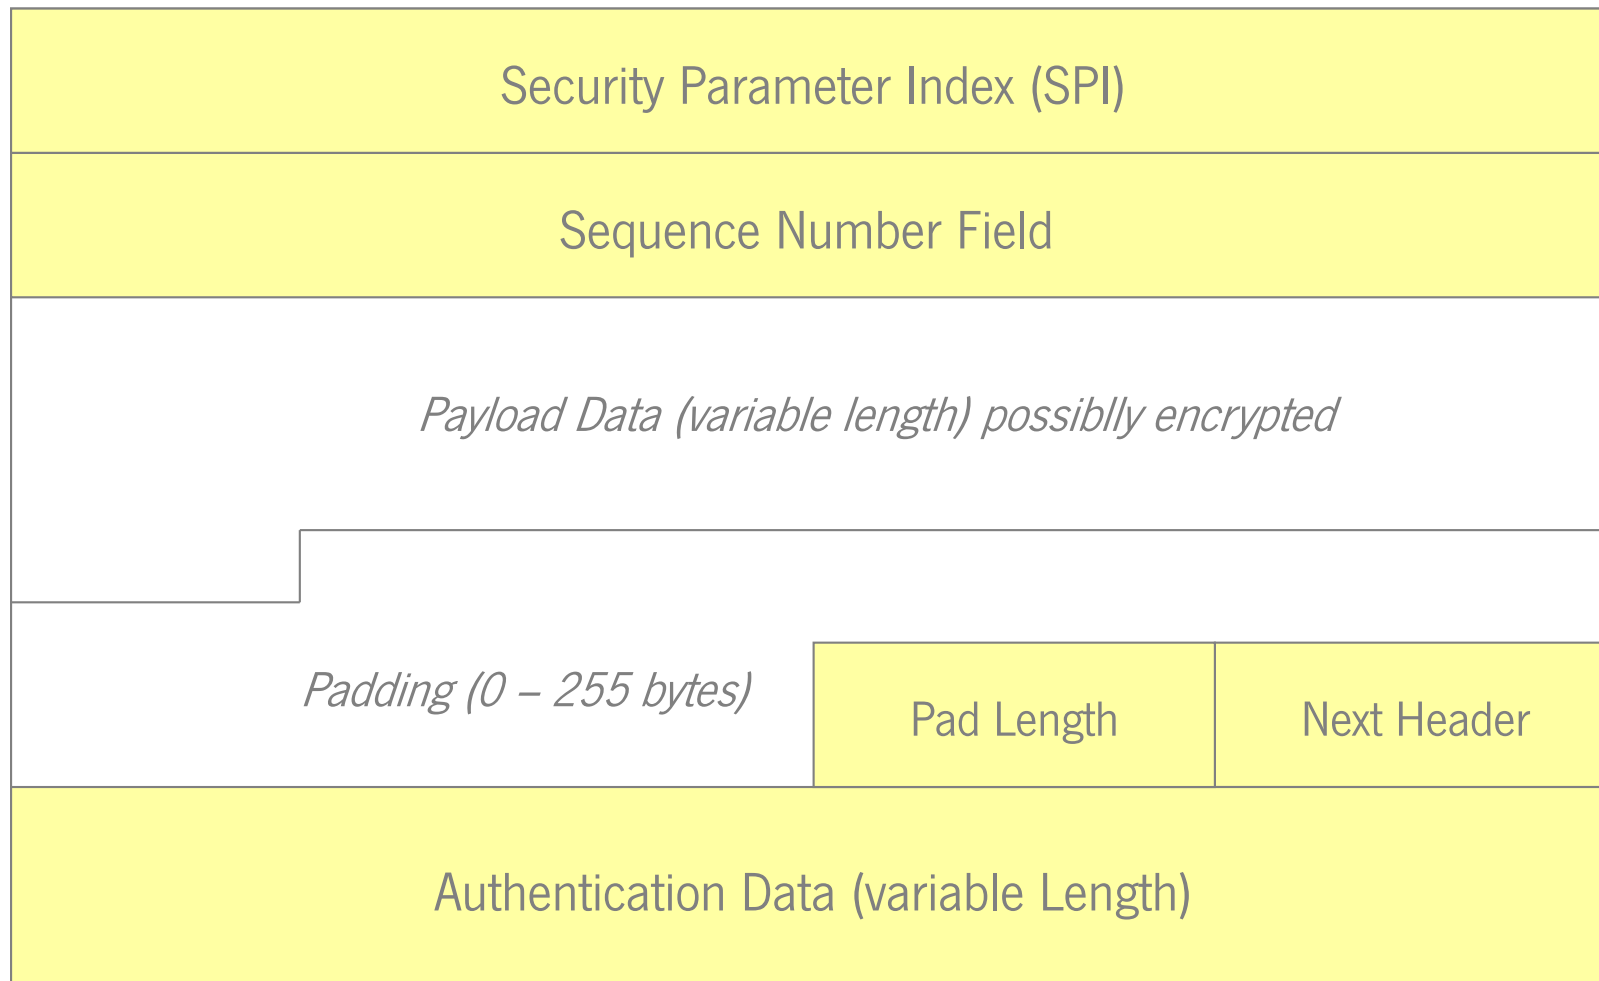 Security Parameter Index (SPI)
Sequence Number Field
Payload Data (variable length) possiblly encrypted
Padding (0 – 255 bytes)
Pad Length
Next Header
Authentication Data (variable Length)